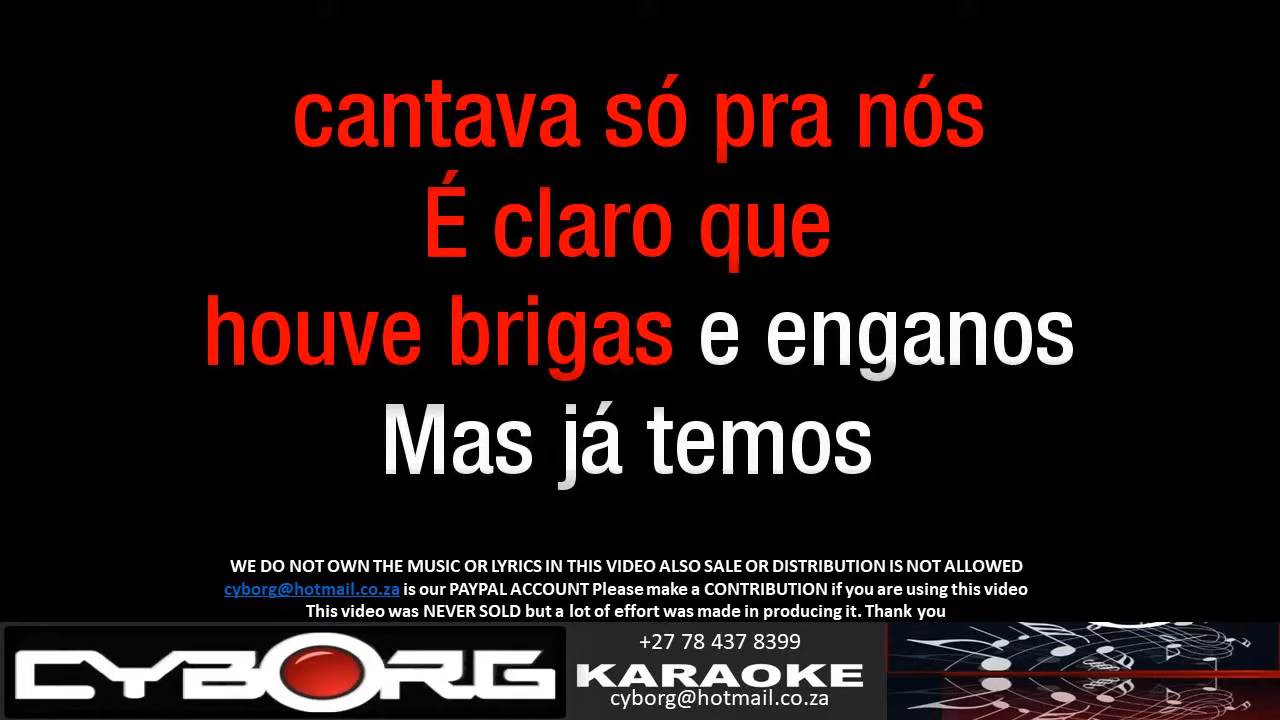 cantava só pra nós
É claro que
houve brigas e enganos
Mas já temos
WE DO NOT OWN THE MUSIC OR LYRICS IN THIS VIDEO ALSO SALE OR DISTRIBUTION IS NOT ALLOWED
cyborg@hotmail.co.za is our PAYPAL ACCOUNT Please make a CONTRIBUTION if you are using this video
This video was NEVER SOLD but a lot of effort was made in producing it. Thank you
CYBORG
+27 78 437 8399
KARAOKE
cyborg@hotmail.co.za